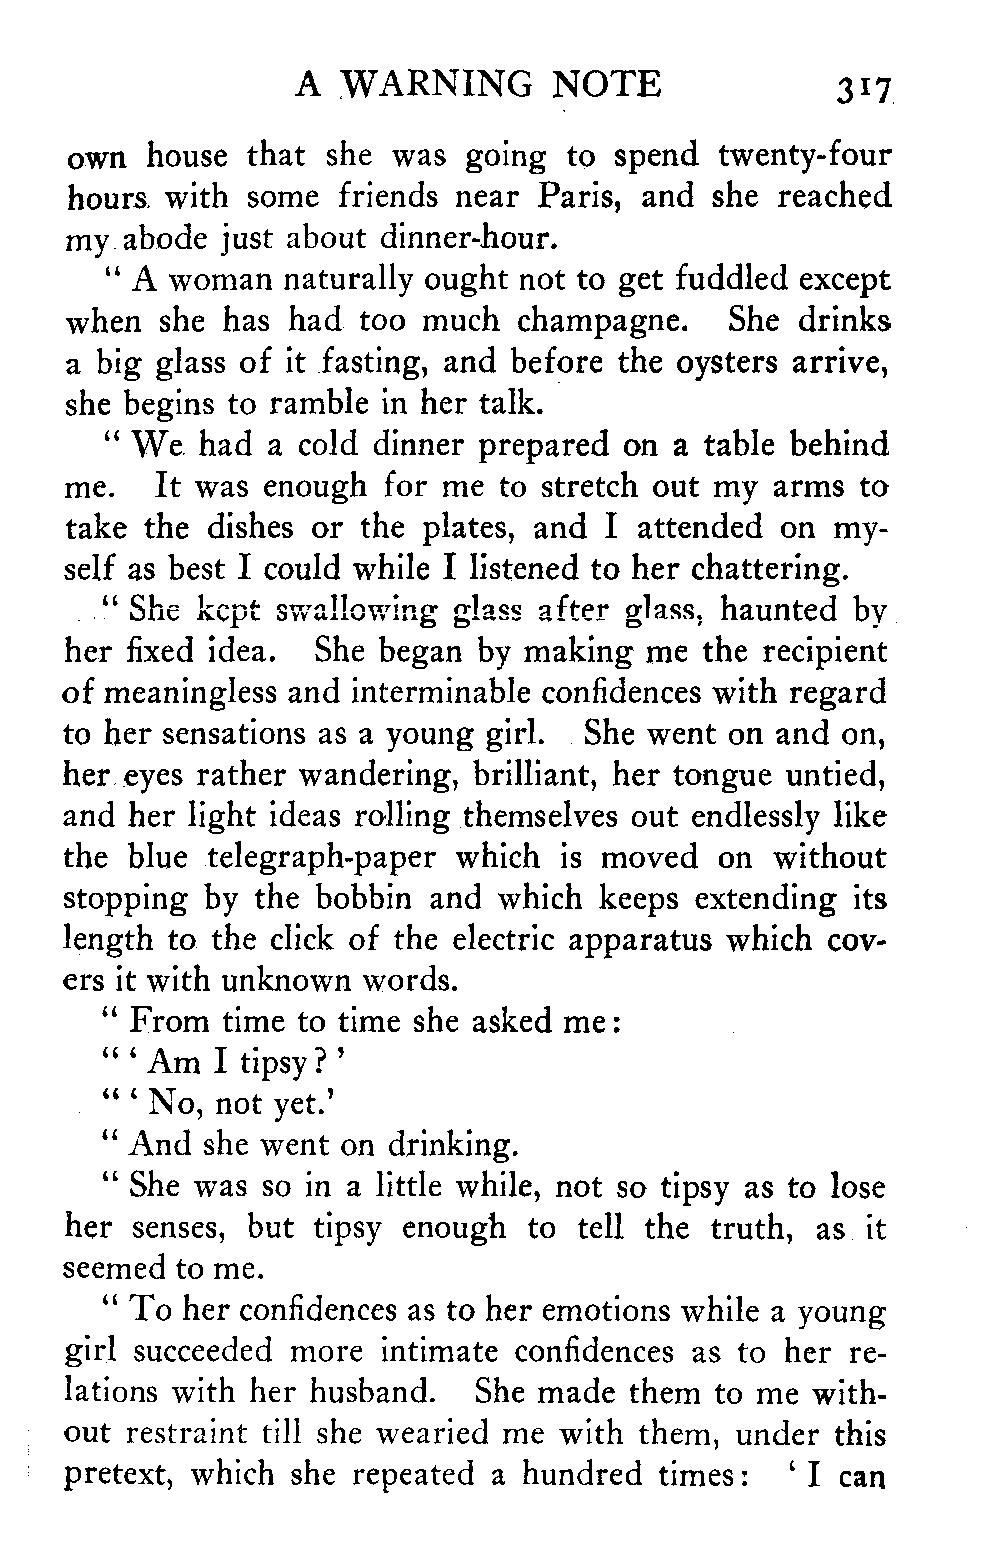 A WARNING NOTE 317
own house that she was going to spend twenty-four
hours with some friends near Paris, and she reached
my abode just about dinner-hour.
“ A woman naturally ought not to get fuddled except
when she has had too much champagne. She drinks
a big glass of it fasting, and before the oysters arrive,
she begins to ramble in her talk.
“ We had a cold dinner prepared on a table behind
me. It was enough for me to stretch out my arms to
take the dishes or the plates, and I attended on my-
self as best I could while I listened to her chattering.
“ She kept swallowing glass after glass, haunted by
her fixed idea. She began by making me the recipient
of meaningless and interminable confidences with regard
to her sensations as a young girl. She went on and on,
her eyes rather wandering, brilliant, her tongue untied,
and her light ideas rolling themselves out endlessly like
the blue telegraph-paper which is moved on without
stopping by the bobbin and which keeps extending its
length to the click of the electric apparatus which cov-
ers it with unknown words.
“ From time to time she asked me:
“ ‘ Am I tipsy? ’
“ ‘ No, not yet.’
“ And she went on drinking.
“ She was so in a little while, not so tipsy as to lose
her senses, but tipsy enough to tell the truth, as it
seemed to me.
“ To her confidences as to her emotions while a young
girl succeeded more intimate confidences as to her re-
lations with her husband. She made them to me with-
out restraint till she wearied me with them, under this
pretext, which she repeated a hundred times: ‘ I can